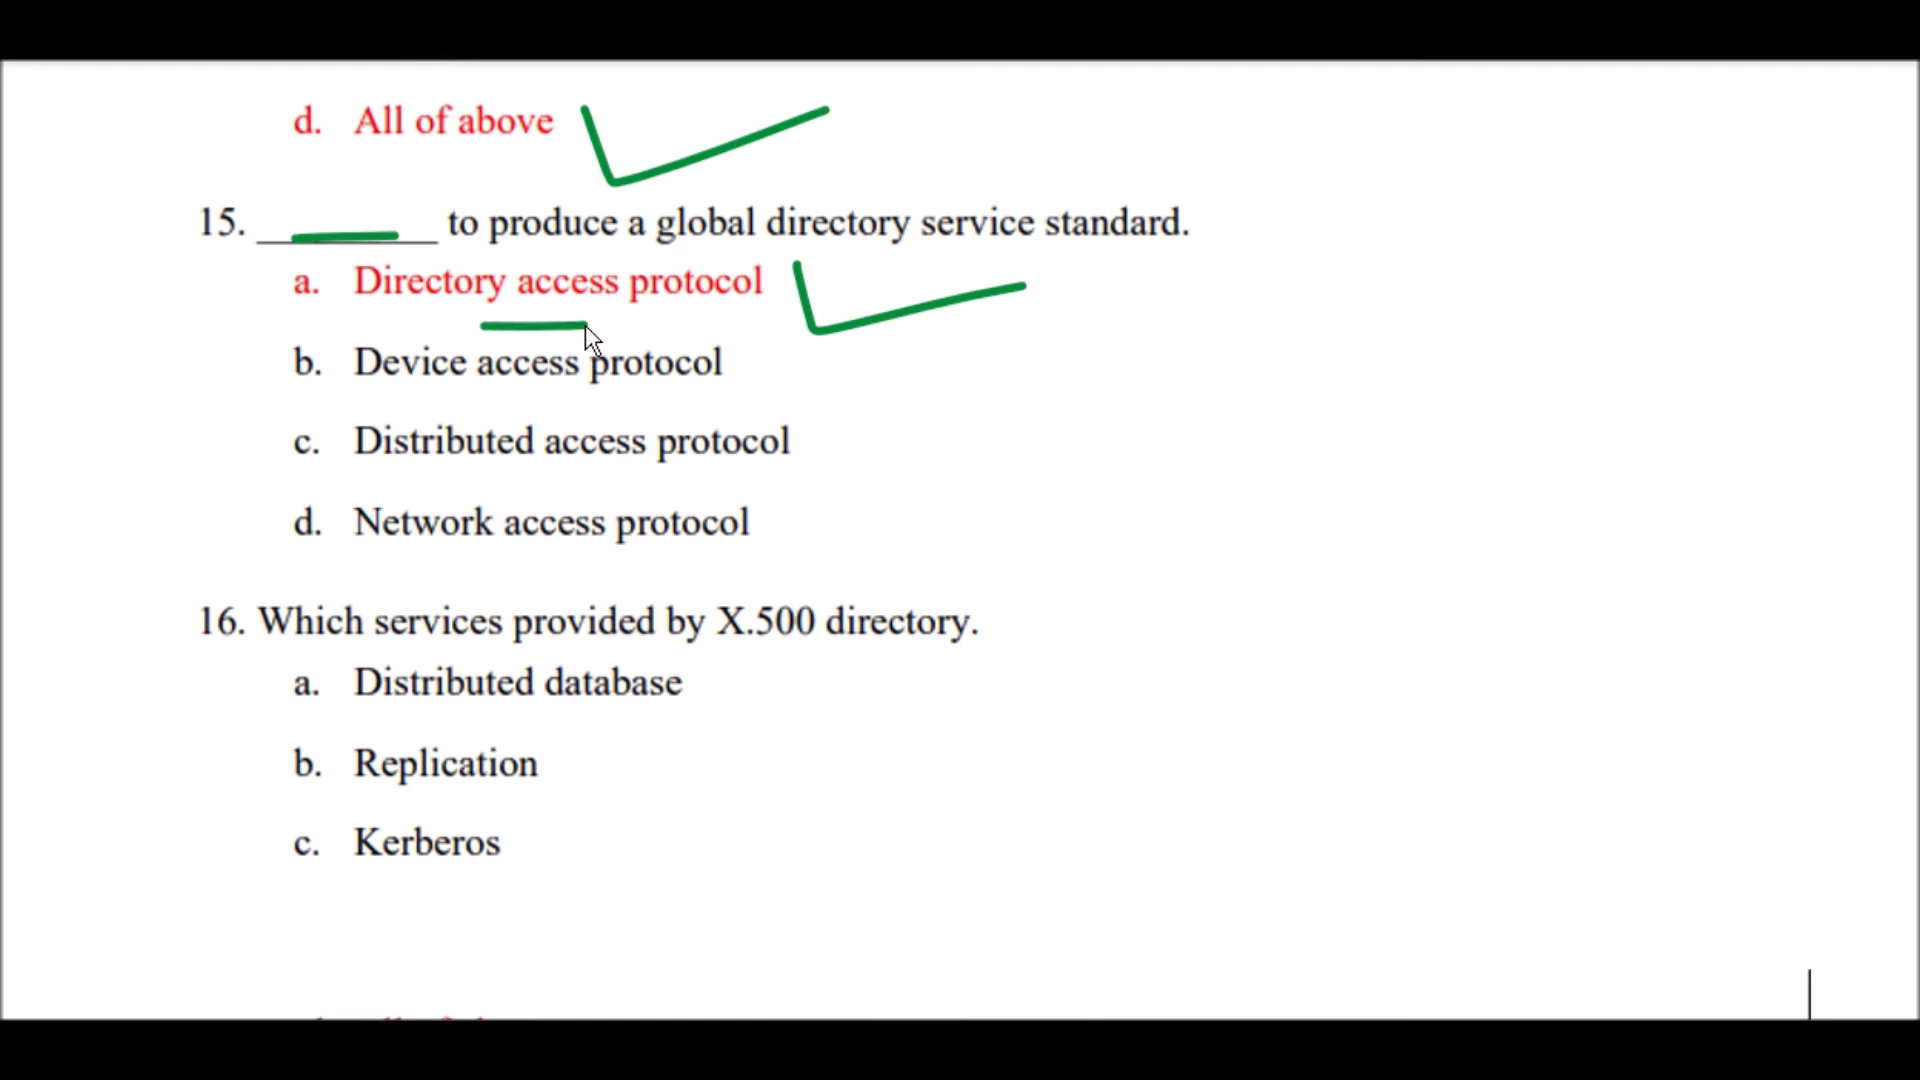 d. All of above
15. _________ to produce a global directory service standard.
a. Directory access protocol
b. Device access protocol
c. Distributed access protocol
d. Network access protocol
16. Which services provided by X.500 directory.
a. Distributed database
b. Replication
c. Kerberos